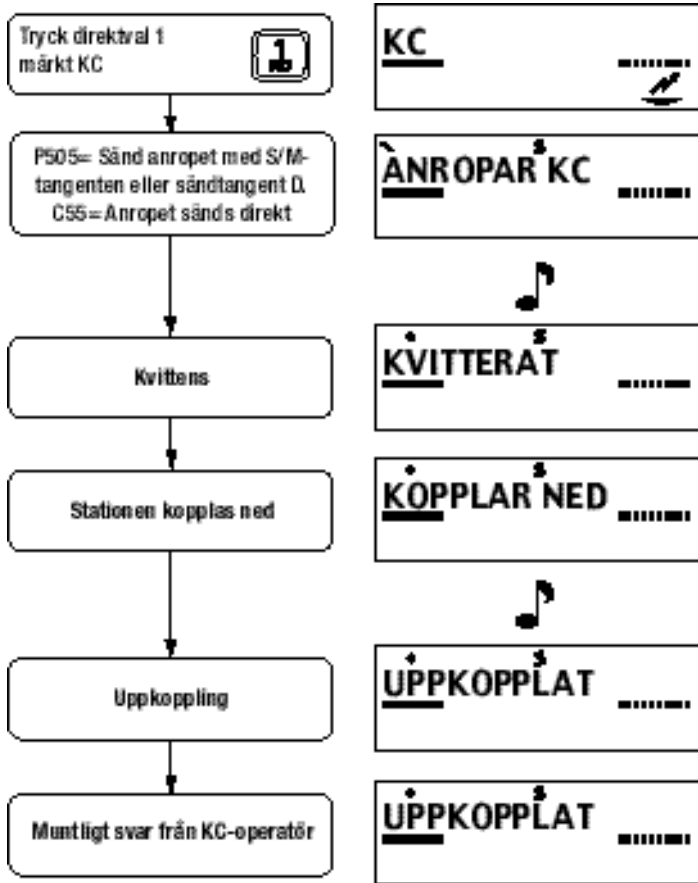 Tryck direktval 1
märkt KC
1
KC
P505= Sänd anropet med S/M-
tangenten eller sändtangent D.
C55= Anropet sänds direkt
S
ANROPAR KC
Kvittens
S
KVITTERAT
Stationen kopplas ned
S
KOPPLAR NED
Uppkoppling
S
UPPKOPPLAT
Muntligt svar från KC-operatör
S
UPPKOPPLAT